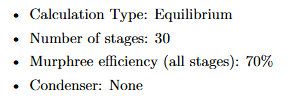 • Calculation Type: Equilibrium
• Number of stages: 30
• Murphree efficiency (all stages): 70%
• Condenser: None